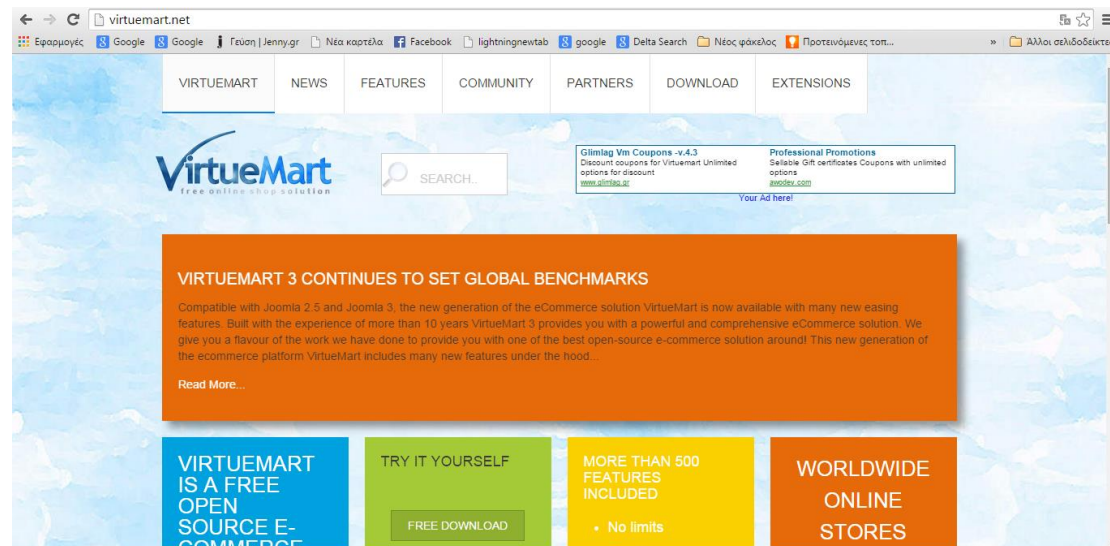 virtuemart.net
Εφαρμογές Google Google Γεύση | Jenny.gr Νέα καρτέλα Facebook lightningnewtab google Delta Search Νέος φάκελος Προτεινόμενες τοπ... » Άλλοι σελιδοδείκτε
VIRTUEMART NEWS FEATURES COMMUNITY PARTNERS DOWNLOAD EXTENSIONS
VirtueMart
free online shop solution
SEARCH..
Glimlag Vm Coupons -v.4.3
Discount coupons for Virtuemart Unlimited
options for discount
www.glimlag.gr
Professional Promotions
Sellable Gift certificates Coupons with unlimited
options
awodev.com
Your Ad here!
VIRTUEMART 3 CONTINUES TO SET GLOBAL BENCHMARKS
Compatible with Joomla 2.5 and Joomla 3, the new generation of the eCommerce solution VirtueMart is now available with many new easing
features. Built with the experience of more than 10 years VirtueMart 3 provides you with a powerful and comprehensive eCommerce solution. We
give you a flavour of the work we have done to provide you with one of the best open-source e-commerce solution around! This new generation of
the ecommerce platform VirtueMart includes many new features under the hood...
Read More...
VIRTUEMART
IS A FREE
OPEN
SOURCE E-
COMMERCE
TRY IT YOURSELF
FREE DOWNLOAD
MORE THAN 500
FEATURES
INCLUDED
• No limits
WORLDWIDE
ONLINE
STORES